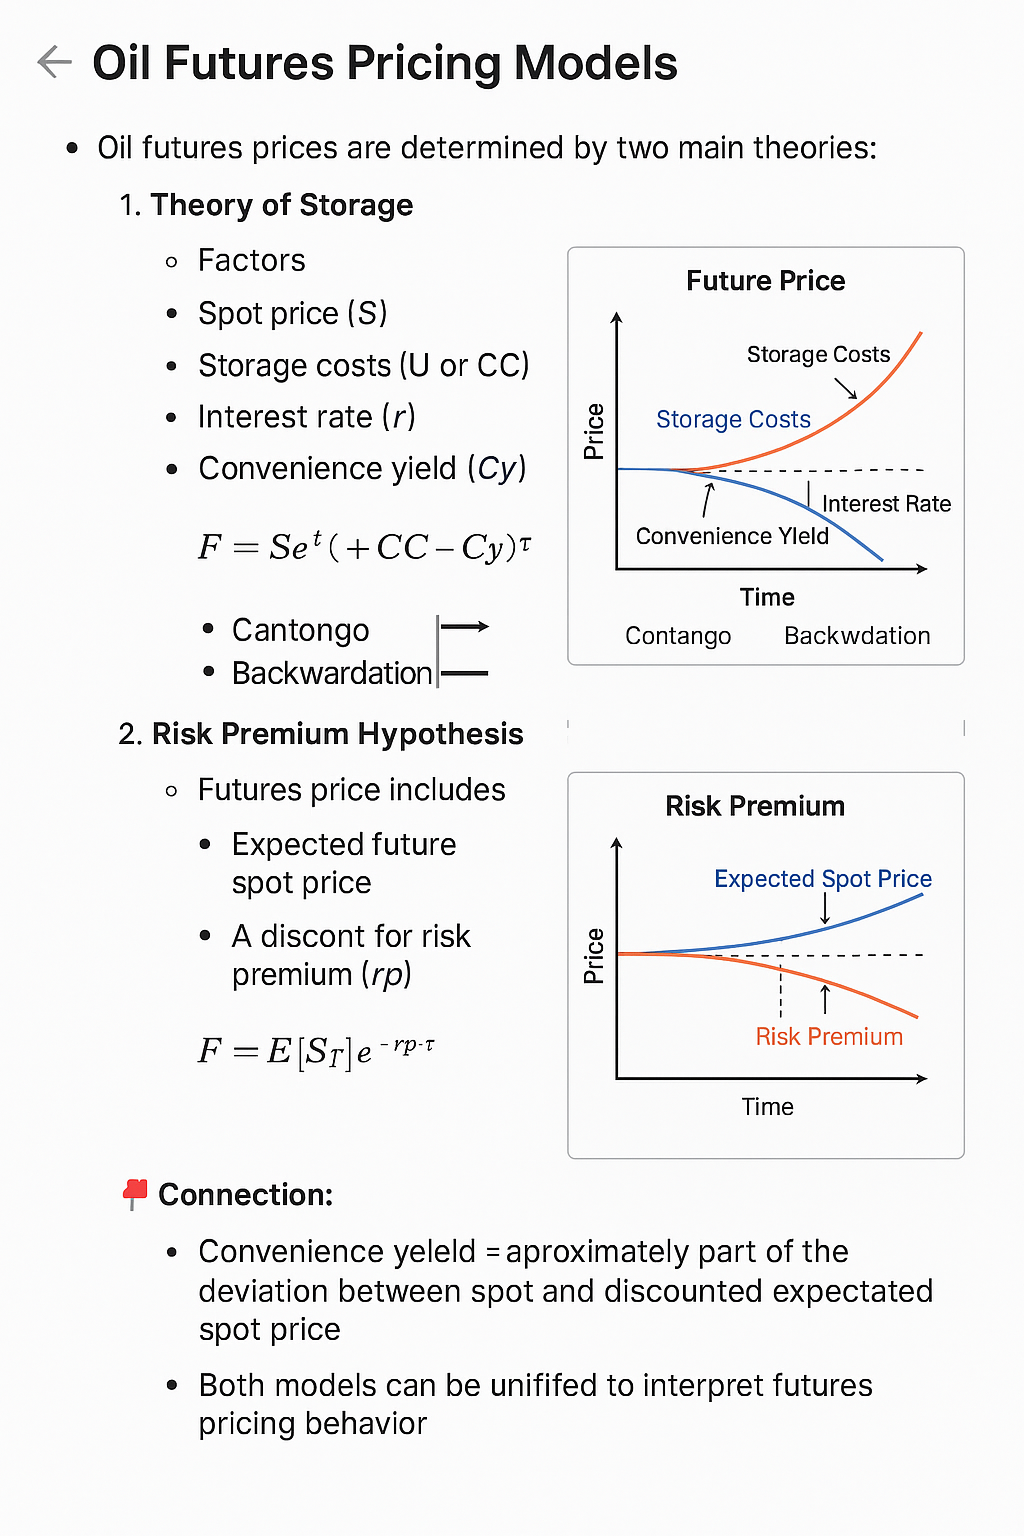 Oil Futures Pricing Models
• Oil futures prices are determined by two main theories:
1. Theory of Storage
○ Factors
• Spot price (S)
• Storage costs (U or CC)
• Interest rate (r)
• Convenience yield (Cy)
F = Se^t (+ CC – Cy)^τ
• Cantongo
• Backwardation
Future Price
Storage Costs
Storage Costs
Price
Interest Rate
Convenience Yleld
Time
Contango Backwdation
2. Risk Premium Hypothesis
○ Futures price includes
• Expected future
spot price
• A discont for risk
premium (rp)
F = E[S_T]e^{-rp·τ}
Risk Premium
Expected Spot Price
Price
Risk Premium
Time
📌 Connection:
• Convenience yeleld = aproximately part of the
deviation between spot and discounted expectated
spot price
• Both models can be unififed to interpret futures
pricing behavior